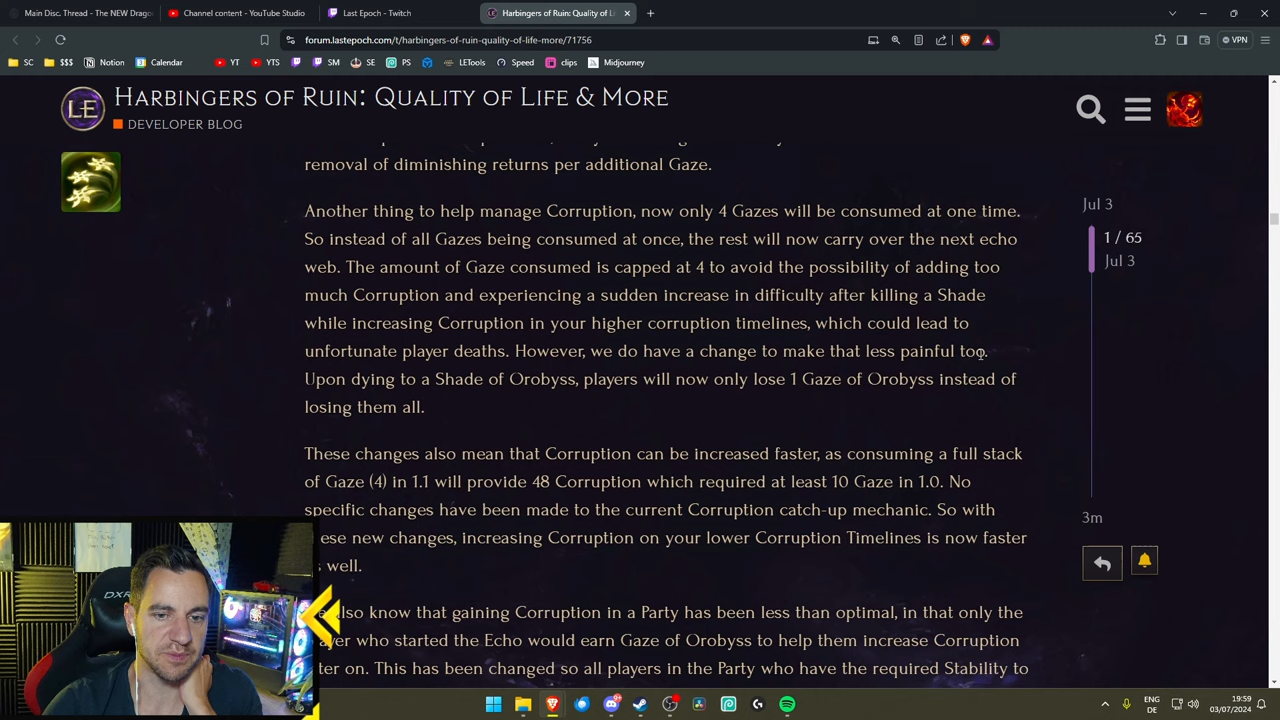 Main Disc. Thread - The NEW Drago
Channel content - YouTube Studio
Last Epoch - Twitch
Harbingers of Ruin: Quality of Li
forum.lastepoch.com/t/harbingers-of-ruin-quality-of-life-more/71756
VPN
SC
$$$
Notion
Calendar
YT
YTS
SM
SE
PS
LETools
Speed
clips
Midjourney
LE
Harbingers of Ruin: Quality of Life & More
DEVELOPER BLOG
removal of diminishing returns per additional Gaze.
Another thing to help manage Corruption, now only 4 Gazes will be consumed at one time.
So instead of all Gazes being consumed at once, the rest will now carry over the next echo
web. The amount of Gaze consumed is capped at 4 to avoid the possibility of adding too
much Corruption and experiencing a sudden increase in difficulty after killing a Shade
while increasing Corruption in your higher corruption timelines, which could lead to
unfortunate player deaths. However, we do have a change to make that less painful too.
Upon dying to a Shade of Orobyss, players will now only lose 1 Gaze of Orobyss instead of
losing them all.
These changes also mean that Corruption can be increased faster, as consuming a full stack
of Gaze (4) in 1.1 will provide 48 Corruption which required at least 10 Gaze in 1.0. No
specific changes have been made to the current Corruption catch-up mechanic. So with
these new changes, increasing Corruption on your lower Corruption Timelines is now faster
s well.
also know that gaining Corruption in a Party has been less than optimal, in that only the
ayer who started the Echo would earn Gaze of Orobyss to help them increase Corruption
ter on. This has been changed so all players in the Party who have the required Stability to
Jul 3
1 / 65
Jul 3
3m
DXR
ENG
DE
19:59
03/07/2024